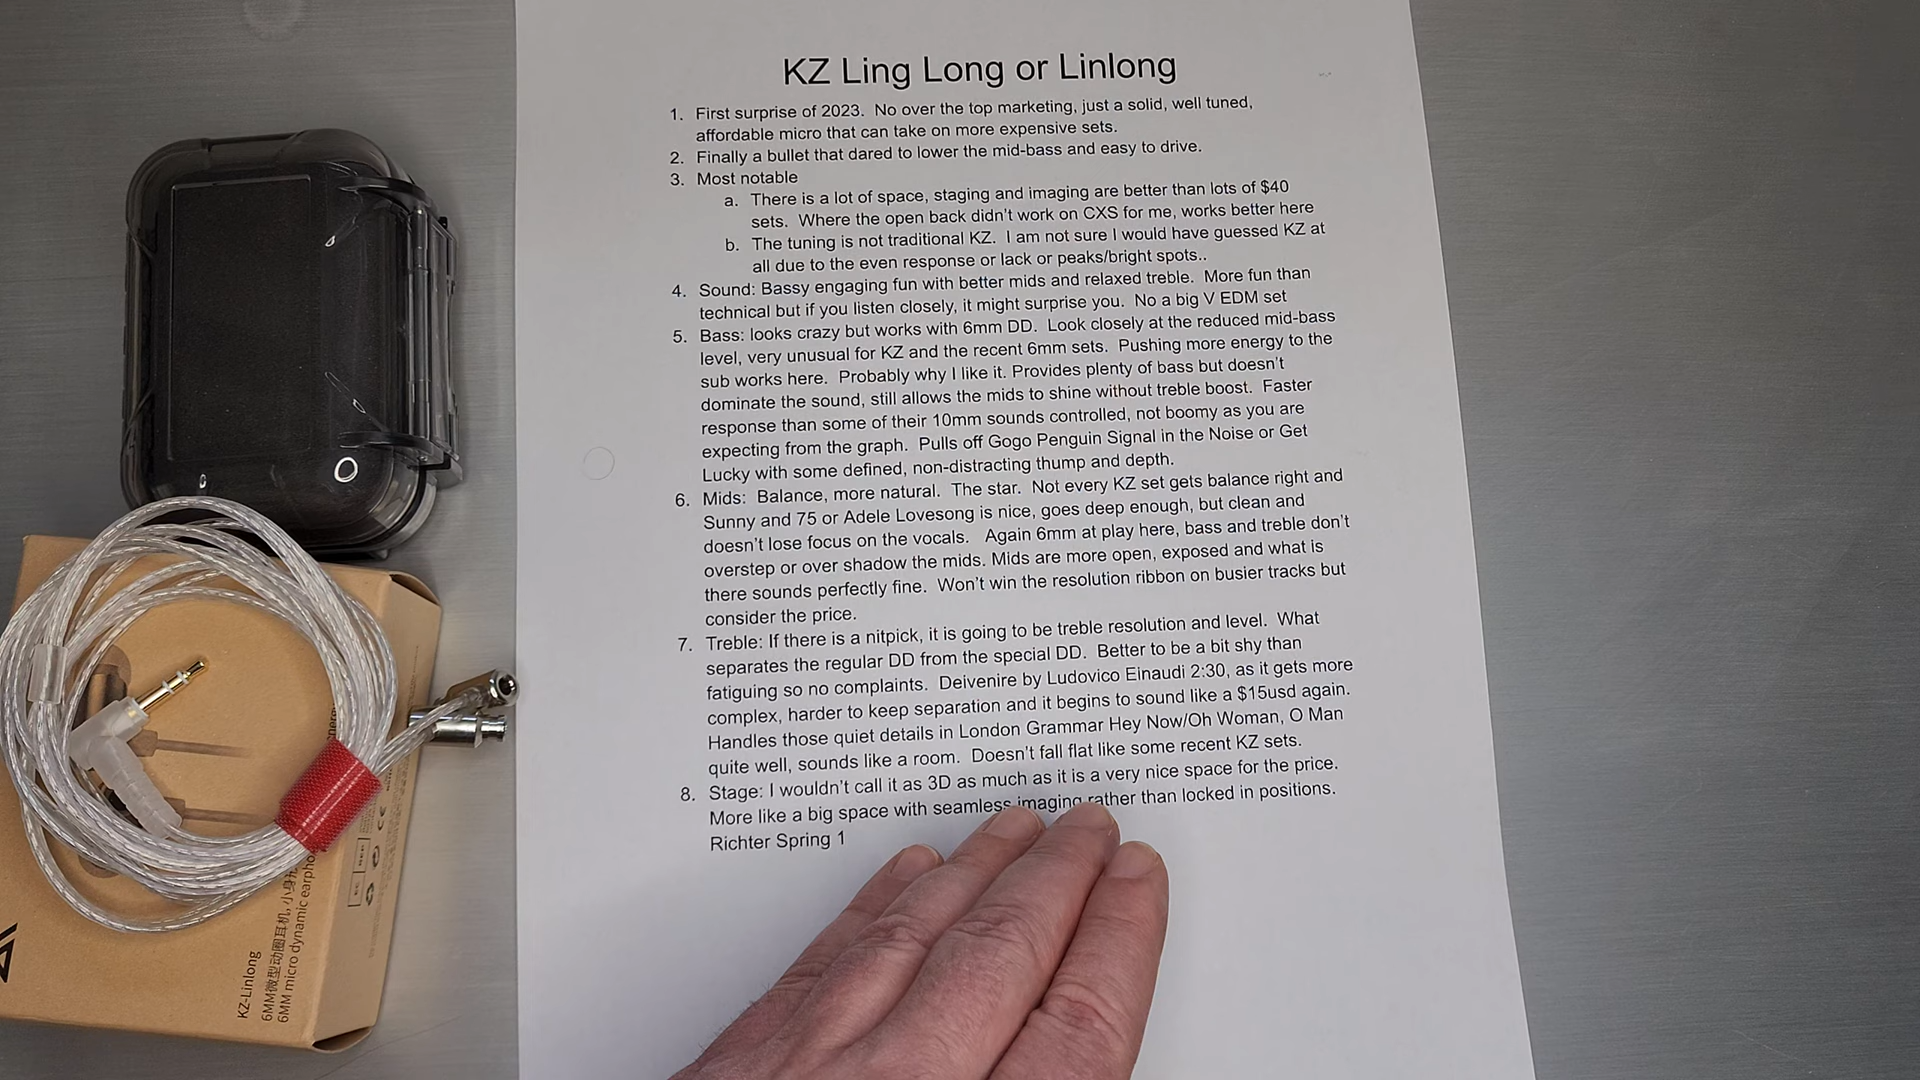 KZ Ling Long or Linlong
1. First surprise of 2023. No over the top marketing, just a solid, well tuned,
affordable micro that can take on more expensive sets.
2. Finally a bullet that dared to lower the mid-bass and easy to drive.
3. Most notable
a. There is a lot of space, staging and imaging are better than lots of $40
sets. Where the open back didn't work on CXS for me, works better here
b. The tuning is not traditional KZ. I am not sure I would have guessed KZ at
all due to the even response or lack or peaks/bright spots..
4. Sound: Bassy engaging fun with better mids and relaxed treble. More fun than
technical but if you listen closely, it might surprise you. No a big V EDM set
5. Bass: looks crazy but works with 6mm DD. Look closely at the reduced mid-bass
level, very unusual for KZ and the recent 6mm sets. Pushing more energy to the
sub works here. Probably why I like it. Provides plenty of bass but doesn't
dominate the sound, still allows the mids to shine without treble boost. Faster
response than some of their 10mm sounds controlled, not boomy as you are
expecting from the graph. Pulls off Gogo Penguin Signal in the Noise or Get
Lucky with some defined, non-distracting thump and depth.
6. Mids: Balance, more natural. The star. Not every KZ set gets balance right and
Sunny and 75 or Adele Lovesong is nice, goes deep enough, but clean and
doesn't lose focus on the vocals. Again 6mm at play here, bass and treble don't
overstep or over shadow the mids. Mids are more open, exposed and what is
there sounds perfectly fine. Won't win the resolution ribbon on busier tracks but
consider the price.
7. Treble: If there is a nitpick, it is going to be treble resolution and level. What
separates the regular DD from the special DD. Better to be a bit shy than
fatiguing so no complaints. Deivenire by Ludovico Einaudi 2:30, as it gets more
complex, harder to keep separation and it begins to sound like a $15usd again.
Handles those quiet details in London Grammar Hey Now/Oh Woman, O Man
quite well, sounds like a room. Doesn't fall flat like some recent KZ sets.
8. Stage: I wouldn't call it as 3D as much as it is a very nice space for the price.
More like a big space with seamless imaging rather than locked in positions.
Richter Spring 1
KZ-Linlong
6MM微型动圈耳机, 小身
6MM micro dynamic earpho